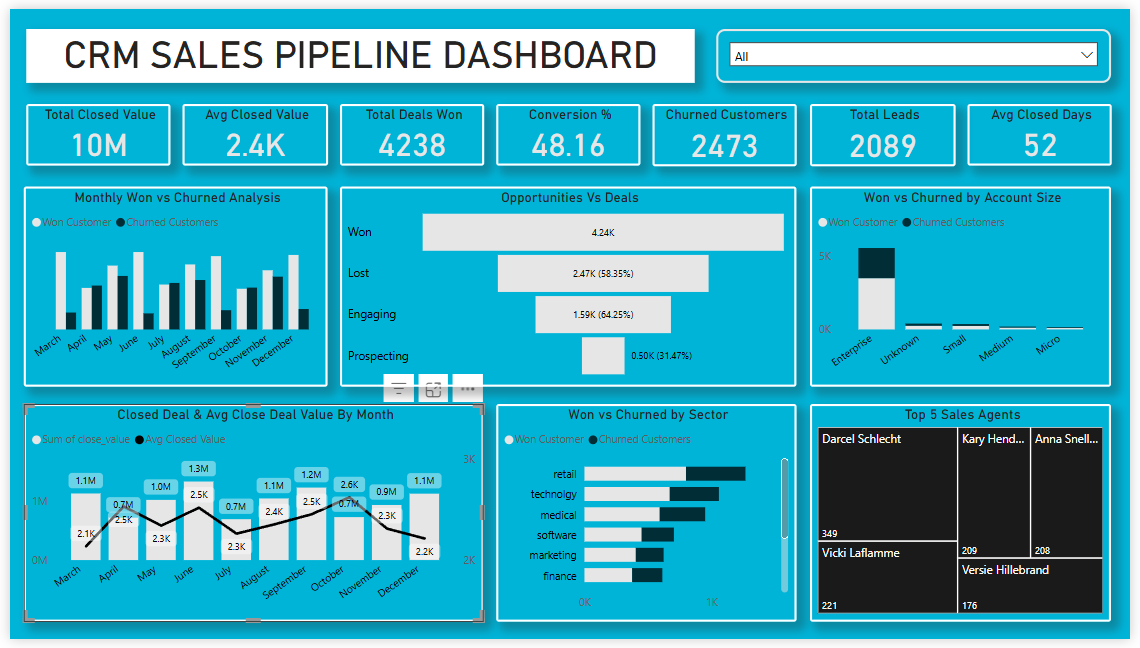 CRM SALES PIPELINE DASHBOARD
All
Total Closed Value
10M
Avg Closed Value
2.4K
Total Deals Won
4238
Conversion %
48.16
Churned Customers
2473
Total Leads
2089
Avg Closed Days
52
Monthly Won vs Churned Analysis
Won Customer Churned Customers
March April May June July August September October November December
Opportunities Vs Deals
Won 4.24K
Lost 2.47K (58.35%)
Engaging 1.59K (64.25%)
Prospecting 0.50K (31.47%)
Won vs Churned by Account Size
Won Customer Churned Customers
5K
0K
Enterprise Unknown Small Medium Micro
Closed Deal & Avg Close Deal Value By Month
Sum of close_value Avg Closed Value
1M
0M
3K
2K
1.1M 0.7M 1.0M 1.3M 0.7M 1.1M 1.2M 0.7M 0.9M 1.1M
2.1K 2.5K 2.3K 2.5K 2.3K 2.4K 2.5K 2.6K 2.3K 2.2K
March April May June July August September October November December
Won vs Churned by Sector
Won Customer Churned Customers
retail
technolgy
medical
software
marketing
finance
0K 1K
Top 5 Sales Agents
Darcel Schlecht
349
Vicki Laflamme
221
Kary Hend...
209
Anna Snell...
208
Versie Hillebrand
176